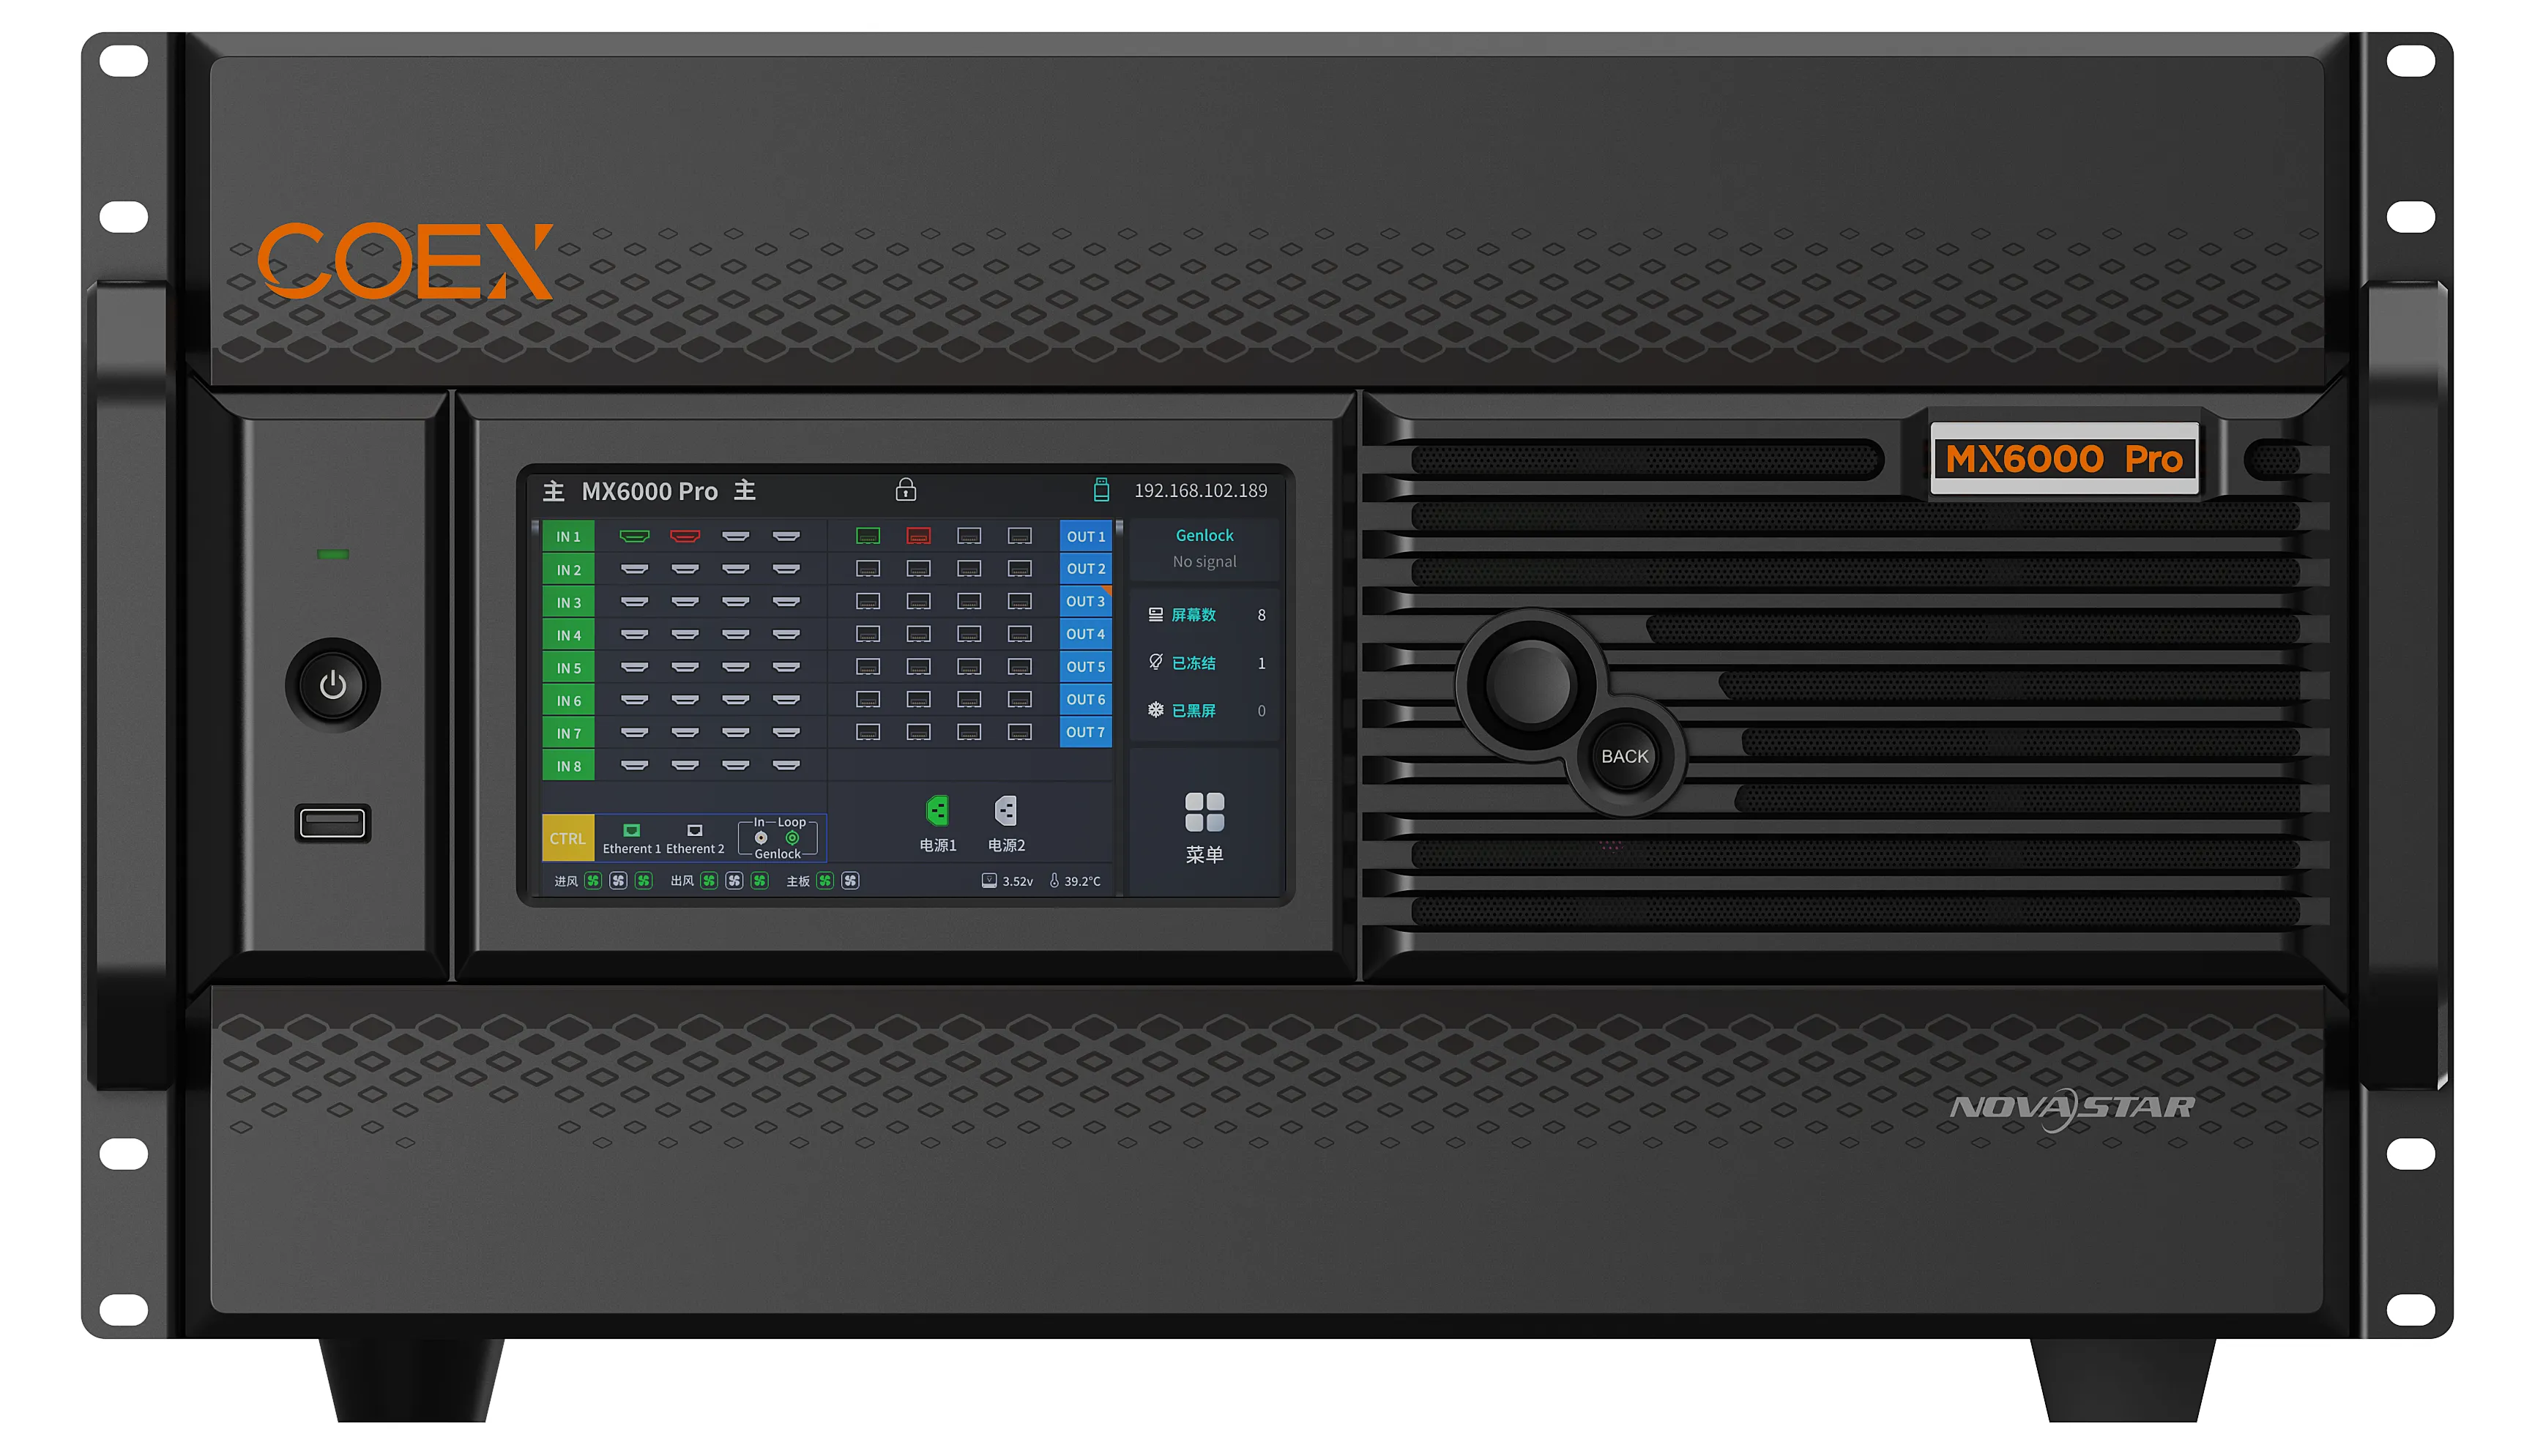 COEX
MX6000 Pro
主 MX6000 Pro 主
192.168.102.189
IN 1
OUT 1
IN 2
OUT 2
IN 3
OUT 3
IN 4
OUT 4
IN 5
OUT 5
IN 6
OUT 6
IN 7
OUT 7
IN 8
CTRL
Etherent 1
Etherent 2
In
Loop
Genlock
电源1
电源2
进风
出风
主板
3.52v
39.2°C
Genlock
No signal
屏幕数 8
已冻结 1
已黑屏 0
菜单
BACK
NOVASTAR